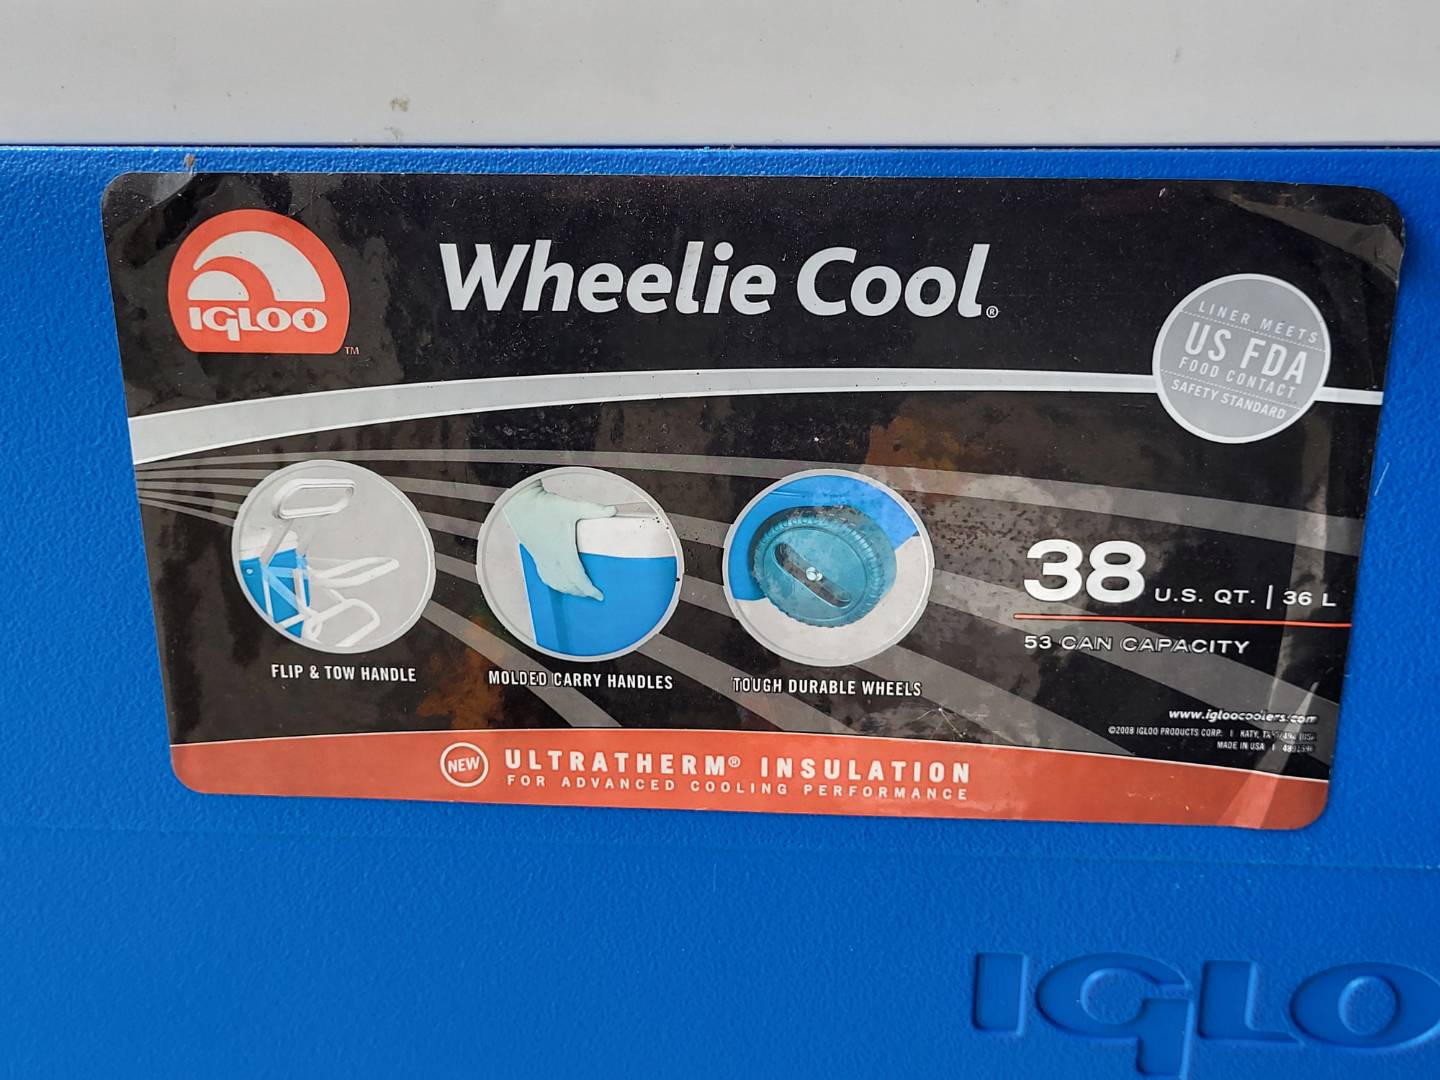 IGLOO
TM
Wheelie Cool®
LINER MEETS
US FDA
FOOD CONTACT
SAFETY STANDARD
FLIP & TOW HANDLE
MOLDED CARRY HANDLES
TOUGH DURABLE WHEELS
38 U.S. QT. | 36 L
53 CAN CAPACITY
www.igloocoolers.com
©2008 IGLOO PRODUCTS CORP. | KATY,
MADE IN USA |
NEW
ULTRATHERM® INSULATION
FOR ADVANCED COOLING PERFORMANCE
IGLO